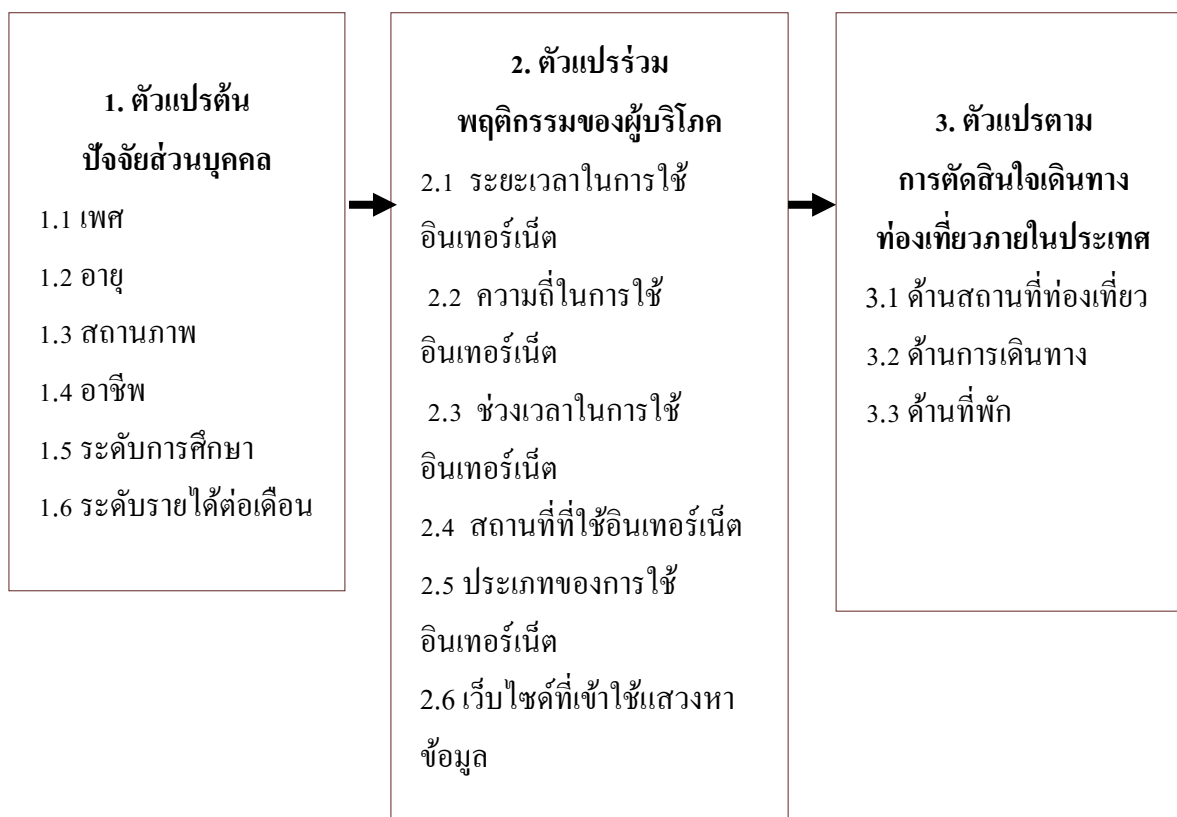 1. ตัวแปรต้น
ปัจจัยส่วนบุคคล
1.1 เพศ
1.2 อายุ
1.3 สถานภาพ
1.4 อาชีพ
1.5 ระดับการศึกษา
1.6 ระดับรายได้ต่อเดือน
2. ตัวแปรร่วม
พฤติกรรมของผู้บริโภค
2.1 ระยะเวลาในการใช้
อินเทอร์เน็ต
2.2 ความถี่ในการใช้
อินเทอร์เน็ต
2.3 ช่วงเวลาในการใช้
อินเทอร์เน็ต
2.4 สถานที่ที่ใช้อินเทอร์เน็ต
2.5 ประเภทของการใช้
อินเทอร์เน็ต
2.6 เว็บไซด์ที่เข้าใช้แสวงหา
ข้อมูล
3. ตัวแปรตาม
การตัดสินใจเดินทาง
ท่องเที่ยวภายในประเทศ
3.1 ด้านสถานที่ท่องเที่ยว
3.2 ด้านการเดินทาง
3.3 ด้านที่พัก